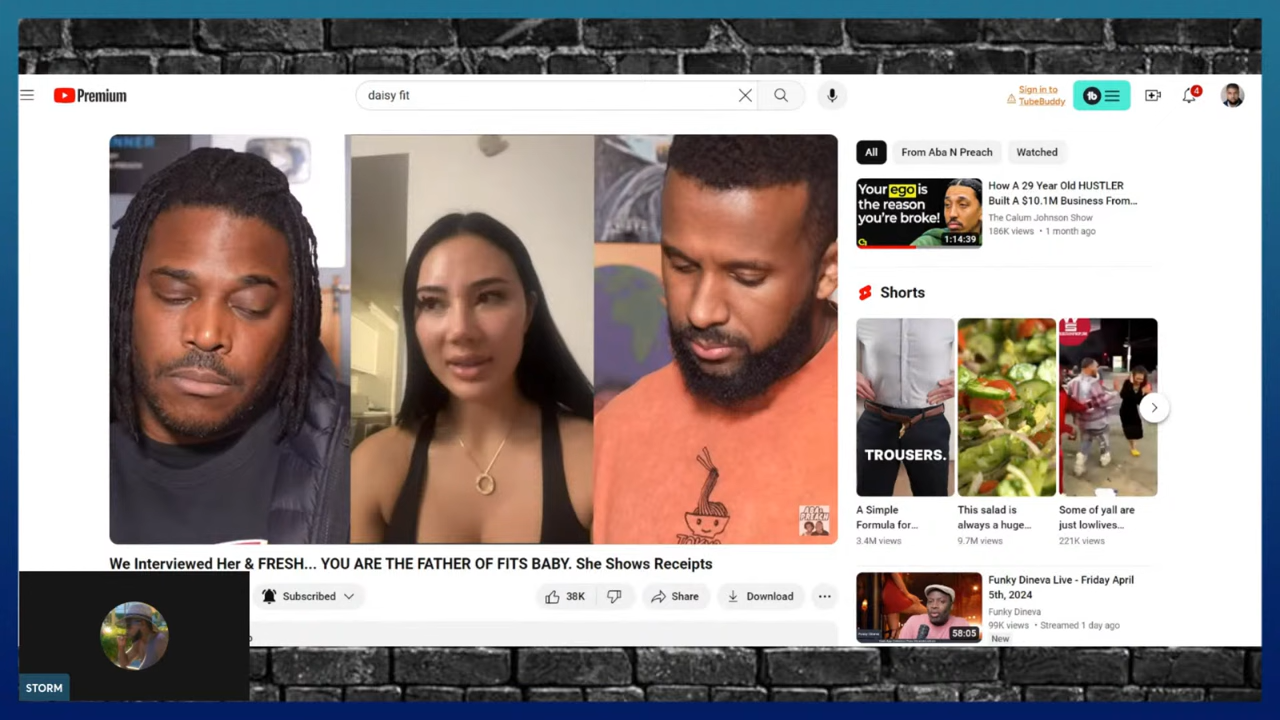 Premium
daisy fit
Sign in to
TubeBuddy
4
All
From Aba N Preach
Watched
Your ego is
the reason
you're broke!
1:14:39
How A 29 Year Old HUSTLER
Built A $10.1M Business From...
The Calum Johnson Show
186K views • 1 month ago
Shorts
TROUSERS.
A Simple
Formula for...
3.4M views
This salad is
always a huge...
9.7M views
Some of yall are
just lowlives...
221K views
ABA
PREACH
We Interviewed Her & FRESH... YOU ARE THE FATHER OF FITS BABY. She Shows Receipts
Subscribed
38K
Share
Download
58:05
Funky Dineva Live - Friday April
5th, 2024
Funky Dineva
99K views • Streamed 1 day ago
New
STORM